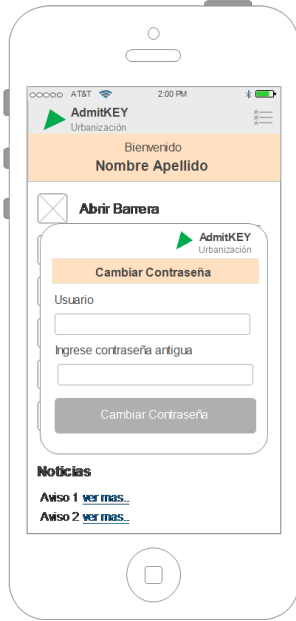 AT&T 2:00 PM
AdmitKEY
Urbanización
Bienvenido
Nombre Apellido
Abrir Barrera
AdmitKEY
Urbanización
Cambiar Contraseña
Usuario
Ingrese contraseña antigua
Cambiar Contraseña
Noticias
Aviso 1 ver mas..
Aviso 2 ver mas..